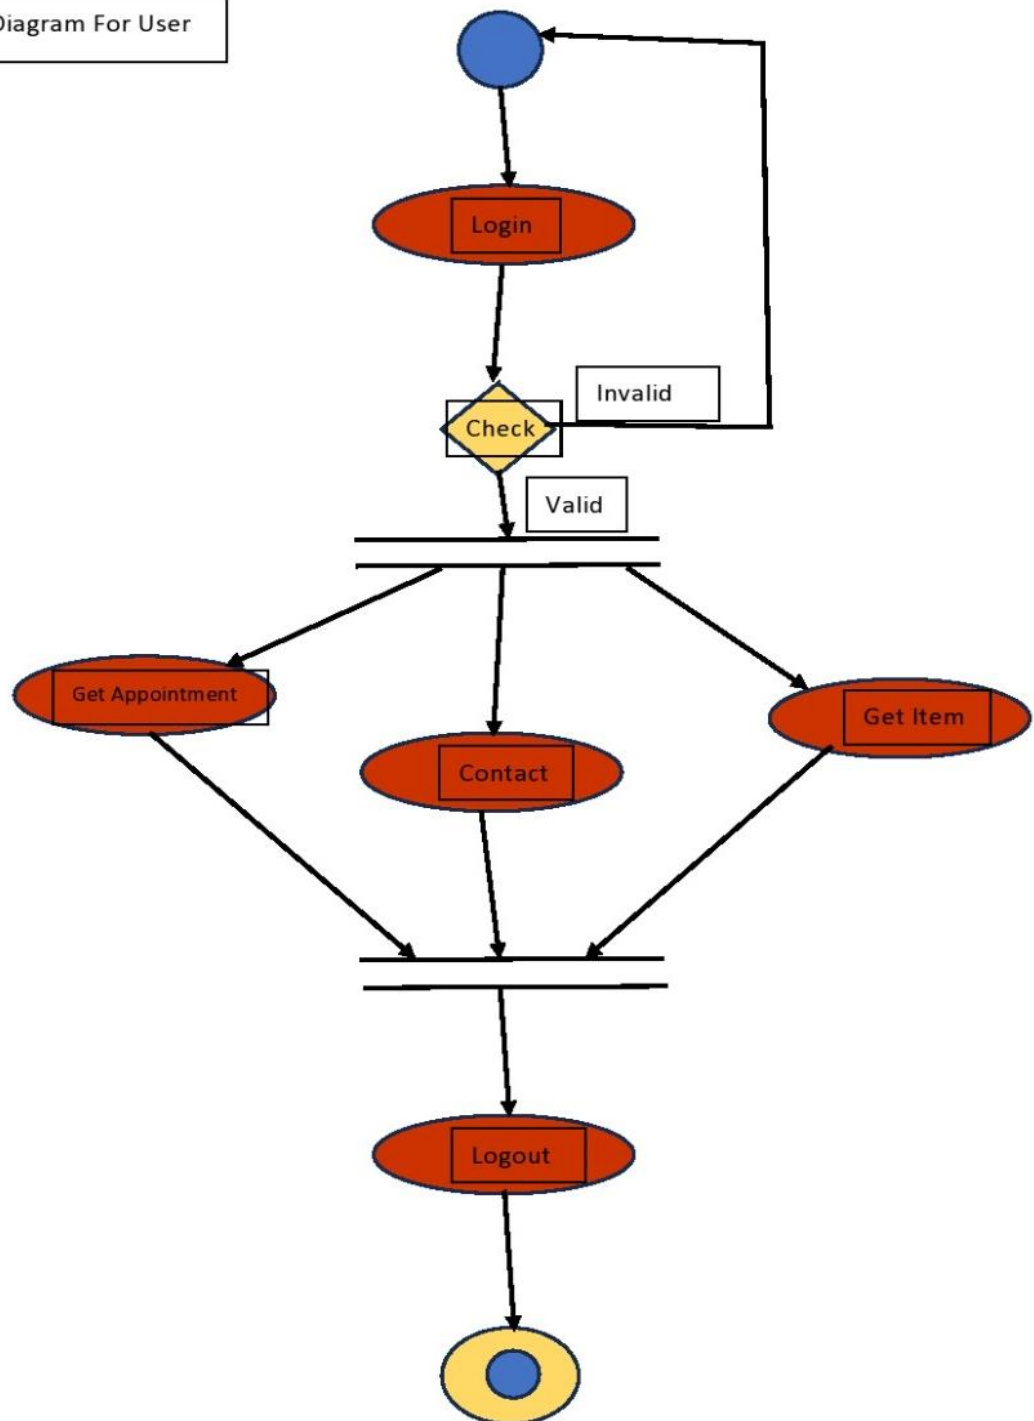 Diagram For User
Login
Invalid
Check
Valid
Get Appointment
Get Item
Contact
Logout